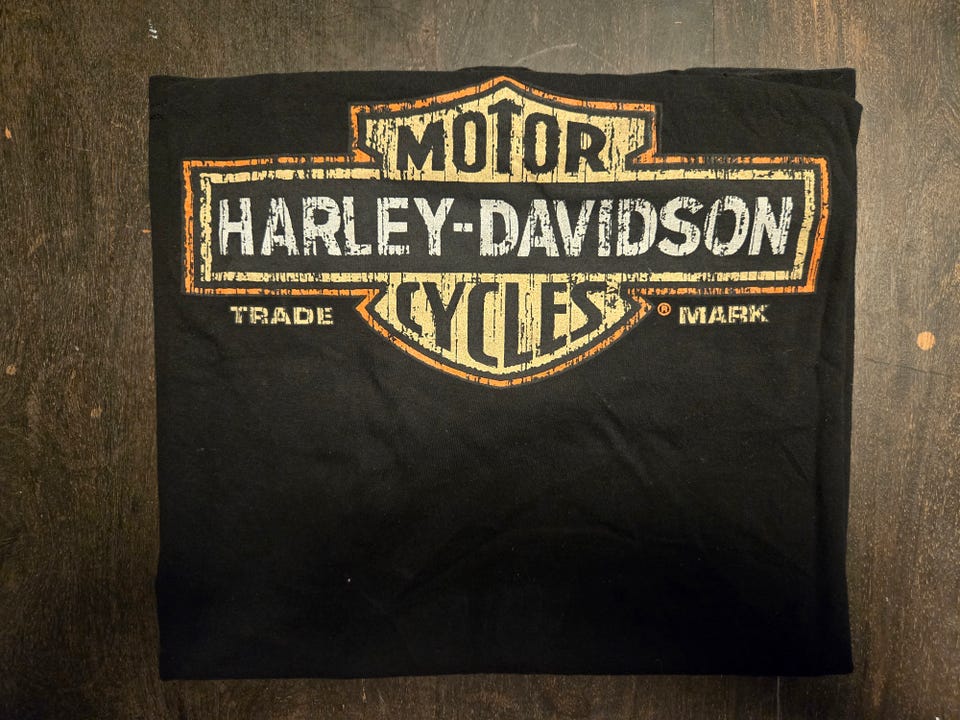 MOTOR
HARLEY-DAVIDSON
CYCLES
TRADE ® MARK